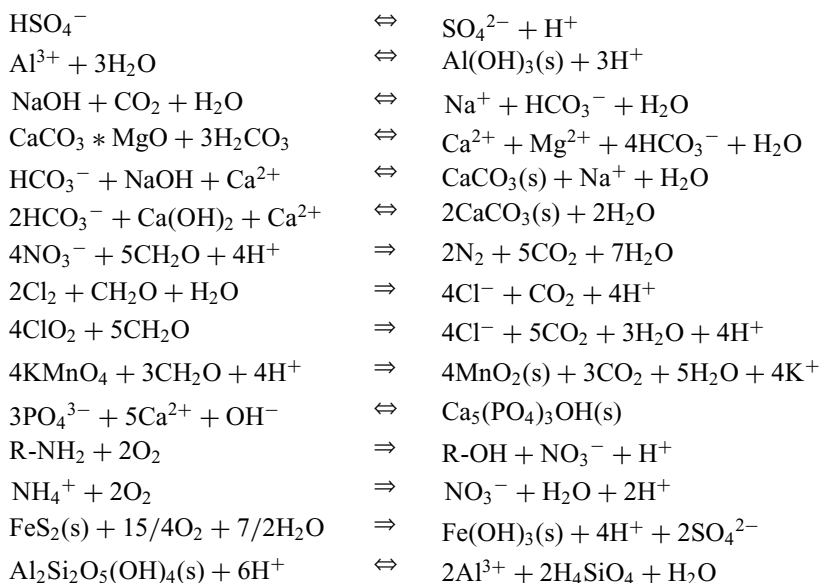 HSO₄⁻ ⇔ SO₄²⁻ + H⁺
Al³⁺ + 3H₂O ⇔ Al(OH)₃(s) + 3H⁺
NaOH + CO₂ + H₂O ⇔ Na⁺ + HCO₃⁻ + H₂O
CaCO₃ * MgO + 3H₂CO₃ ⇔ Ca²⁺ + Mg²⁺ + 4HCO₃⁻ + H₂O
HCO₃⁻ + NaOH + Ca²⁺ ⇔ CaCO₃(s) + Na⁺ + H₂O
2HCO₃⁻ + Ca(OH)₂ + Ca²⁺ ⇔ 2CaCO₃(s) + 2H₂O
4NO₃⁻ + 5CH₂O + 4H⁺ ⇒ 2N₂ + 5CO₂ + 7H₂O
2Cl₂ + CH₂O + H₂O ⇒ 4Cl⁻ + CO₂ + 4H⁺
4ClO₂ + 5CH₂O ⇒ 4Cl⁻ + 5CO₂ + 3H₂O + 4H⁺
4KMnO₄ + 3CH₂O + 4H⁺ ⇒ 4MnO₂(s) + 3CO₂ + 5H₂O + 4K⁺
3PO₄³⁻ + 5Ca²⁺ + OH⁻ ⇔ Ca₅(PO₄)₃OH(s)
R-NH₂ + 2O₂ ⇒ R-OH + NO₃⁻ + H⁺
NH₄⁺ + 2O₂ ⇒ NO₃⁻ + H₂O + 2H⁺
FeS₂(s) + 15/4O₂ + 7/2H₂O ⇒ Fe(OH)₃(s) + 4H⁺ + 2SO₄²⁻
Al₂Si₂O₅(OH)₄(s) + 6H⁺ ⇔ 2Al³⁺ + 2H₄SiO₄ + H₂O